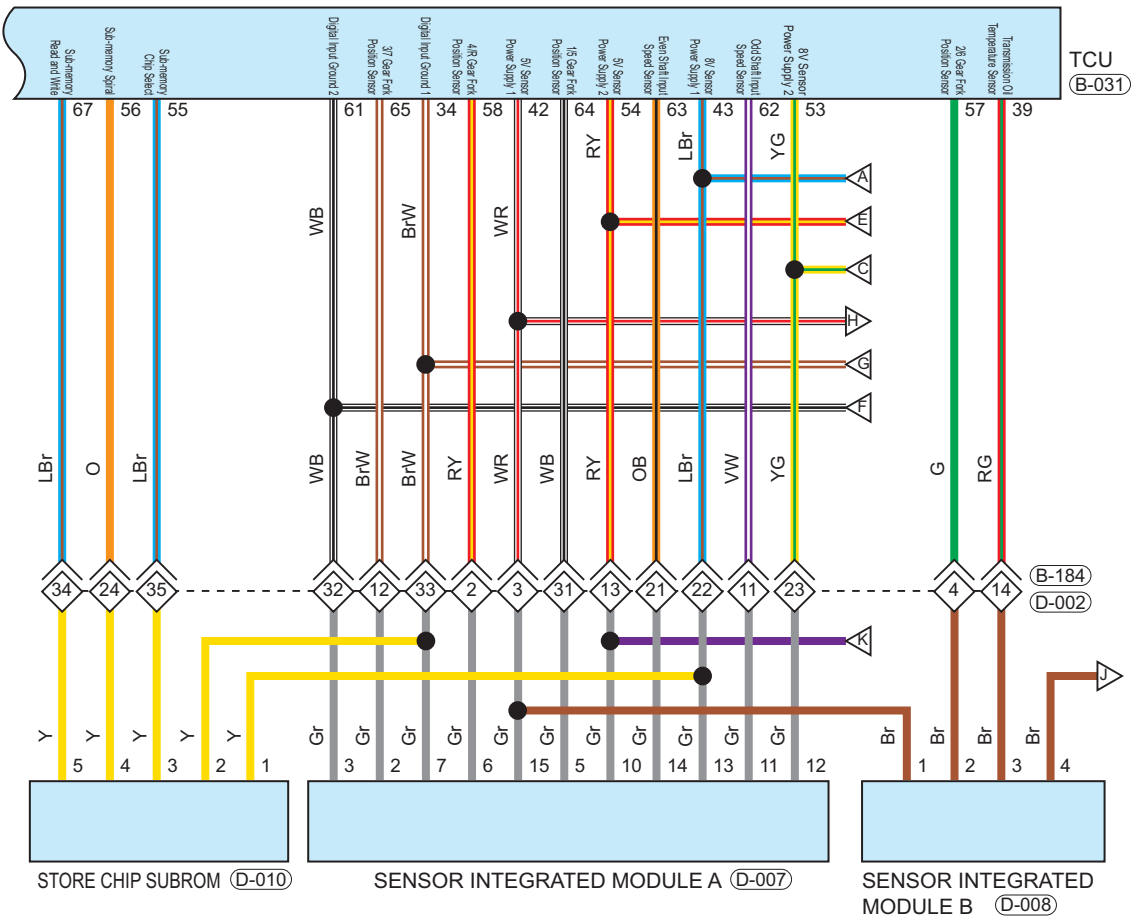 Sub-memory
Read and Write
Sub-memory Spiral
Sub-memory
Chip Select
Digital Input Ground 2
3/7 Gear Fork
Position Sensor
Digital Input Ground 1
4/R Gear Fork
Position Sensor
5V Sensor
Power Supply 1
1/5 Gear Fork
Position Sensor
5V Sensor
Power Supply 2
Even Shaft Input
Speed Sensor
8V Sensor
Power Supply 1
Odd Shaft Input
Speed Sensor
8V Sensor
Power Supply 2
2/6 Gear Fork
Position Sensor
Transmission Oil
Temperature Sensor
TCU
B-031
67 56 55 61 65 34 58 42 64 54 63 43 62 53 57 39
RY LBr YG
A
WB BrW WR
E
C
H
G
F
LBr O LBr WB BrW BrW RY WR WB RY OB LBr VW YG G RG
B-184
34 24 35 32 12 33 2 3 31 13 21 22 11 23 4 14
D-002
K
J
Y Y Y Y Y Gr Gr Gr Gr Gr Gr Gr Gr Gr Gr Gr Br Br Br Br
5 4 3 2 1 3 2 7 6 15 5 10 14 13 11 12 1 2 3 4
STORE CHIP SUBROM D-010
SENSOR INTEGRATED MODULE A D-007
SENSOR INTEGRATED
MODULE B D-008